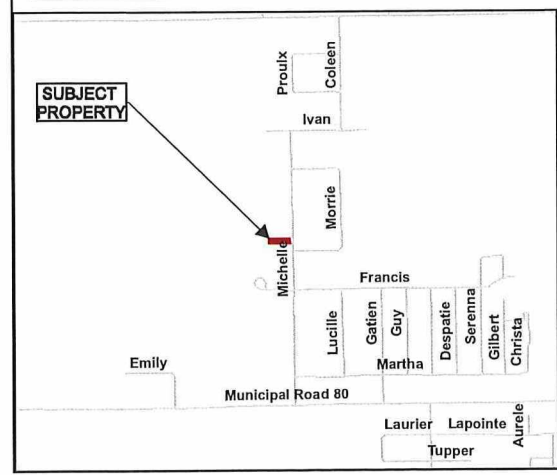 Proulx
Coleen
SUBJECT
PROPERTY
Ivan
Morrie
Michelle
Francis
Lucille
Gatien
Guy
Despatie
Serenna
Gilbert
Christa
Martha
Emily
Municipal Road 80
Laurier
Lapointe
Aurele
Tupper